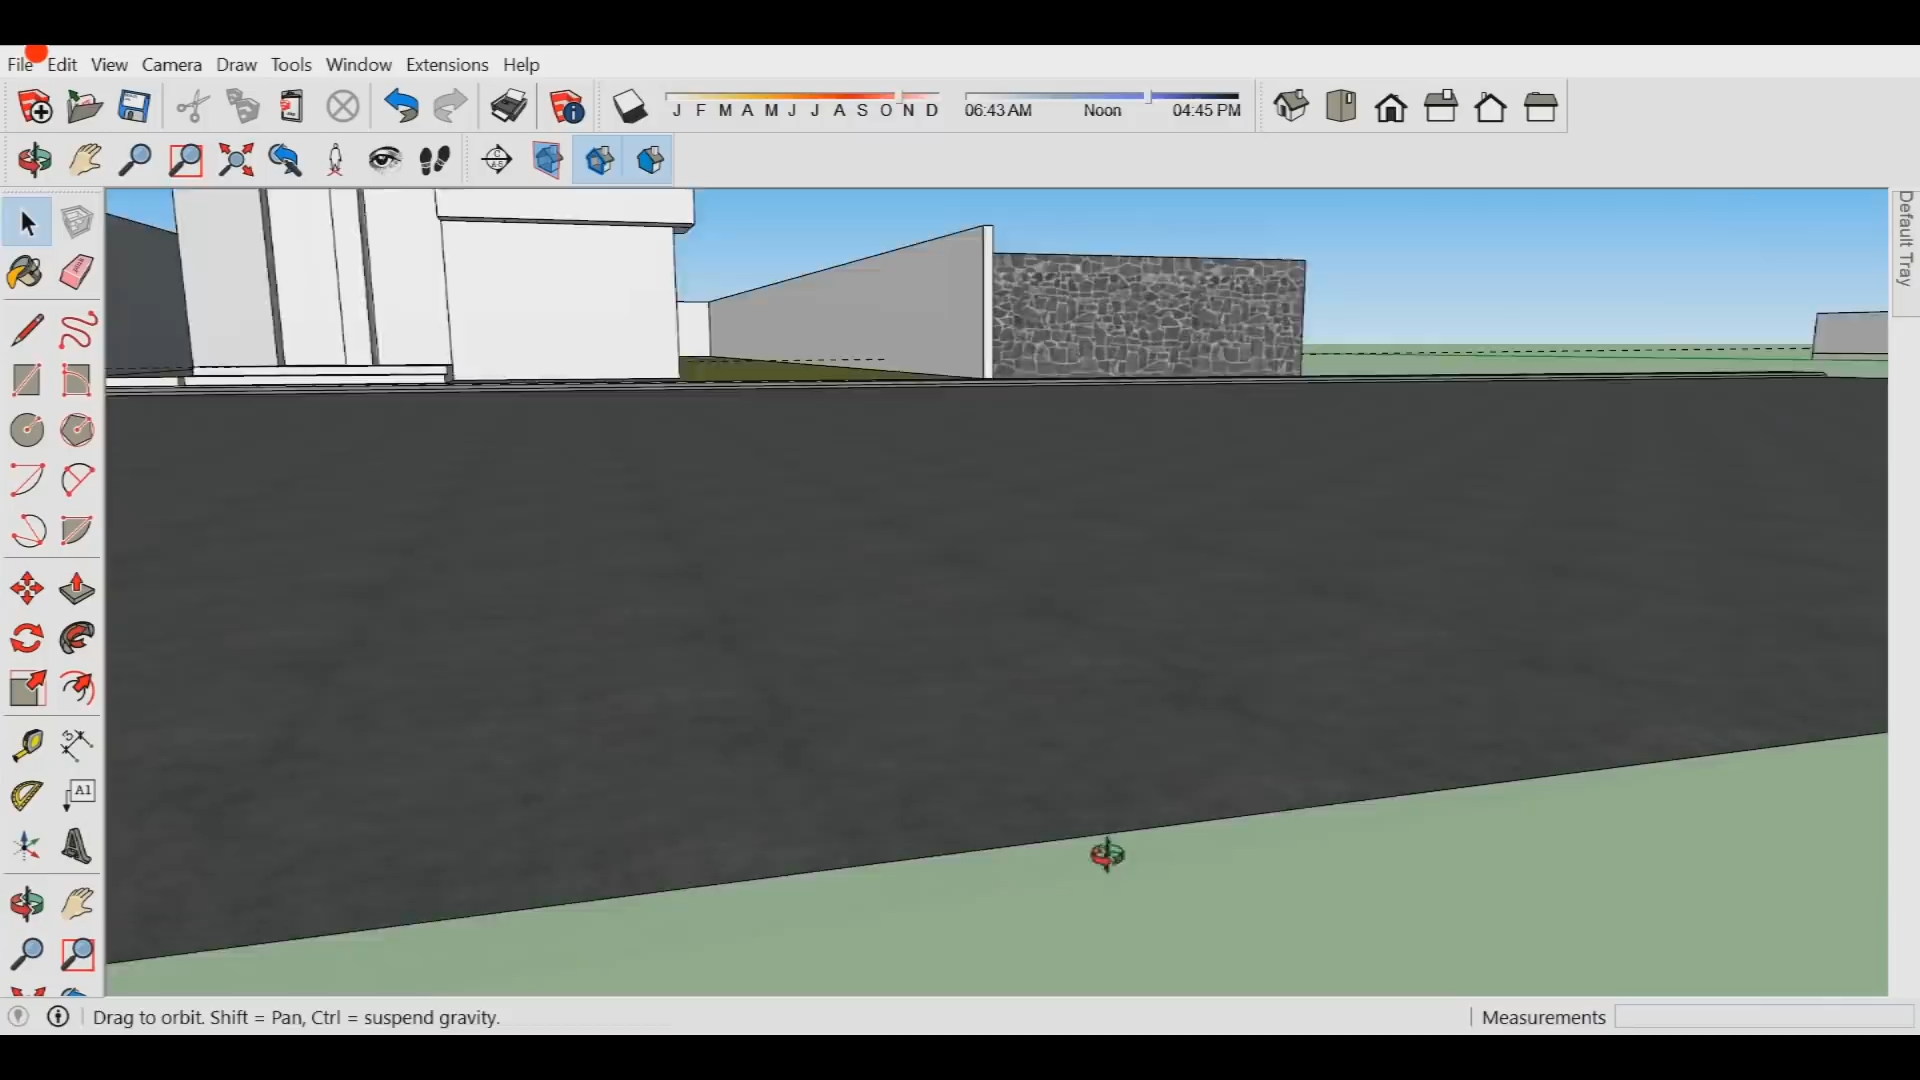 File Edit View Camera Draw Tools Window Extensions Help
J F M A M J J A S O N D 06:43 AM Noon 04:45 PM
Default Tray
A1
Drag to orbit. Shift = Pan, Ctrl = suspend gravity.
Measurements